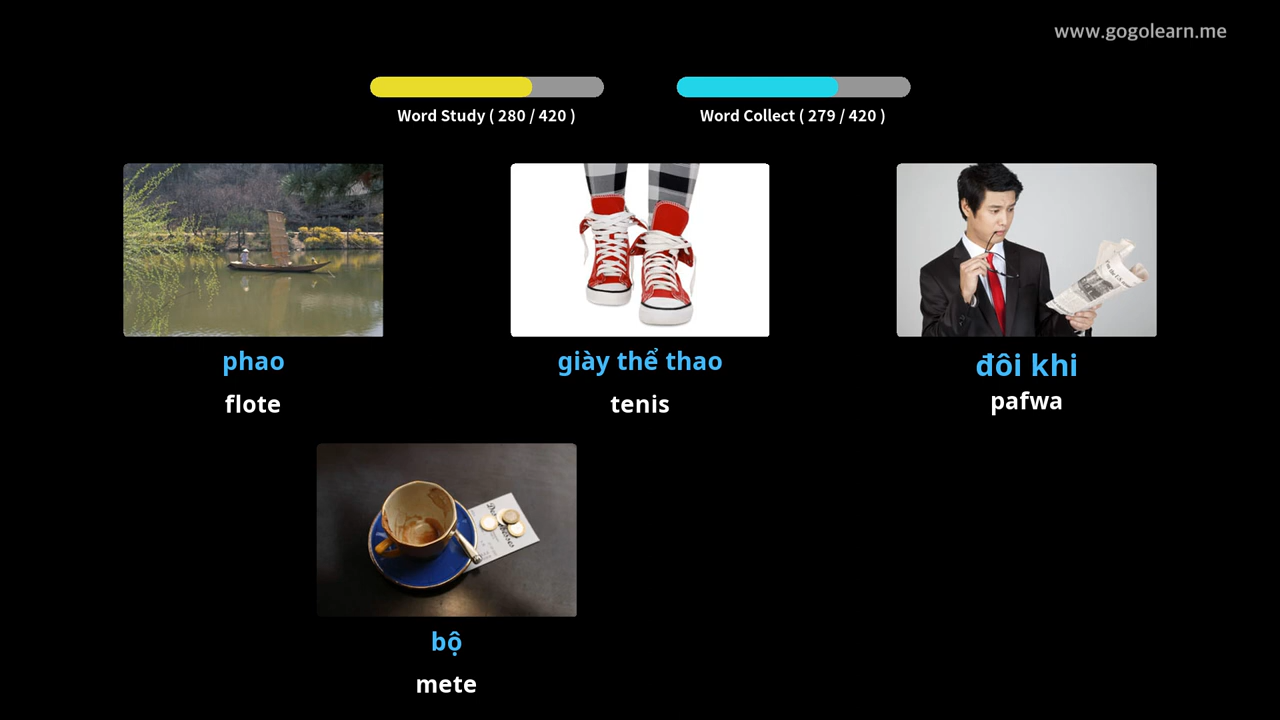 www.gogolearn.me
Word Study ( 280 / 420 )
Word Collect ( 279 / 420 )
phao
flote
giày thể thao
tenis
đôi khi
pafwa
bộ
mete